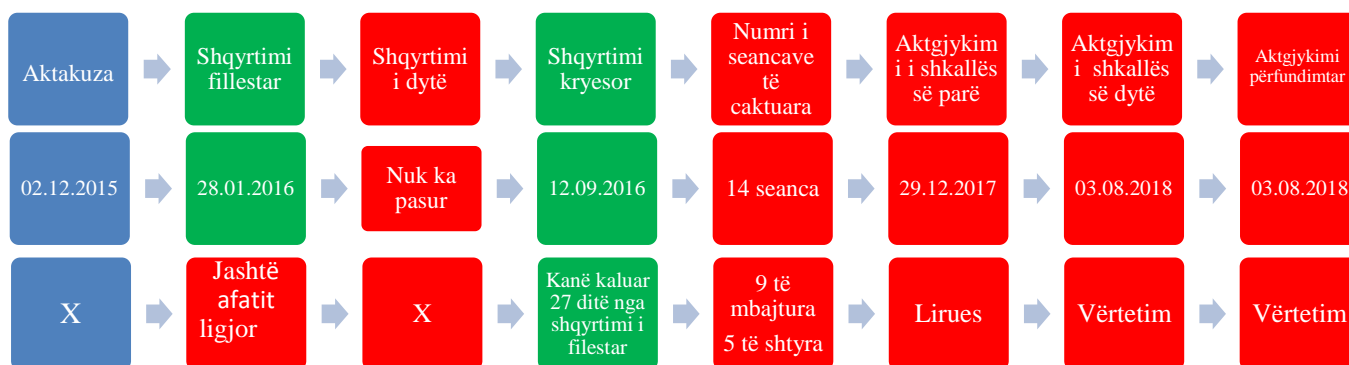 Aktakuza
Shqyrtimi
fillestar
Shqyrtimi
i dytë
Shqyrtimi
kryesor
Numri i
seancave
të
caktuara
Aktgjykim
i i shkallës
së parë
Aktgjykim
i shkallës
së dytë
Aktgjykimi
përfundimtar
02.12.2015
28.01.2016
Nuk ka
pasur
12.09.2016
14 seanca
29.12.2017
03.08.2018
03.08.2018
X
Jashtë
afatit
ligjor
X
Kanë kaluar
27 ditë nga
shqyrtimi i
filestar
9 të
mbajtura
5 të shtyra
Lirues
Vërtetim
Vërtetim